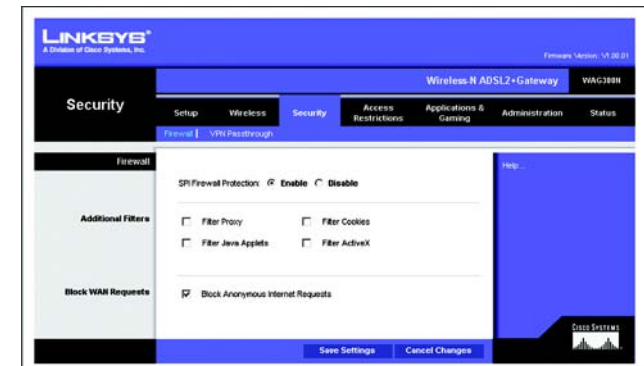 LINKSYS®
A Division of Cisco Systems, Inc.
Firmware Version: V1.00.01
Wireless-N ADSL2+Gateway WAG300N
Security
Setup Wireless Security Access Restrictions Applications & Gaming Administration Status
Firewall VPN Passthrough
Firewall
SPI Firewall Protection: Enable Disable
Help...
Additional Filters
Filter Proxy Filter Cookies
Filter Java Applets Filter ActiveX
Block WAN Requests
Block Anonymous Internet Requests
Save Settings Cancel Changes
CISCO SYSTEMS